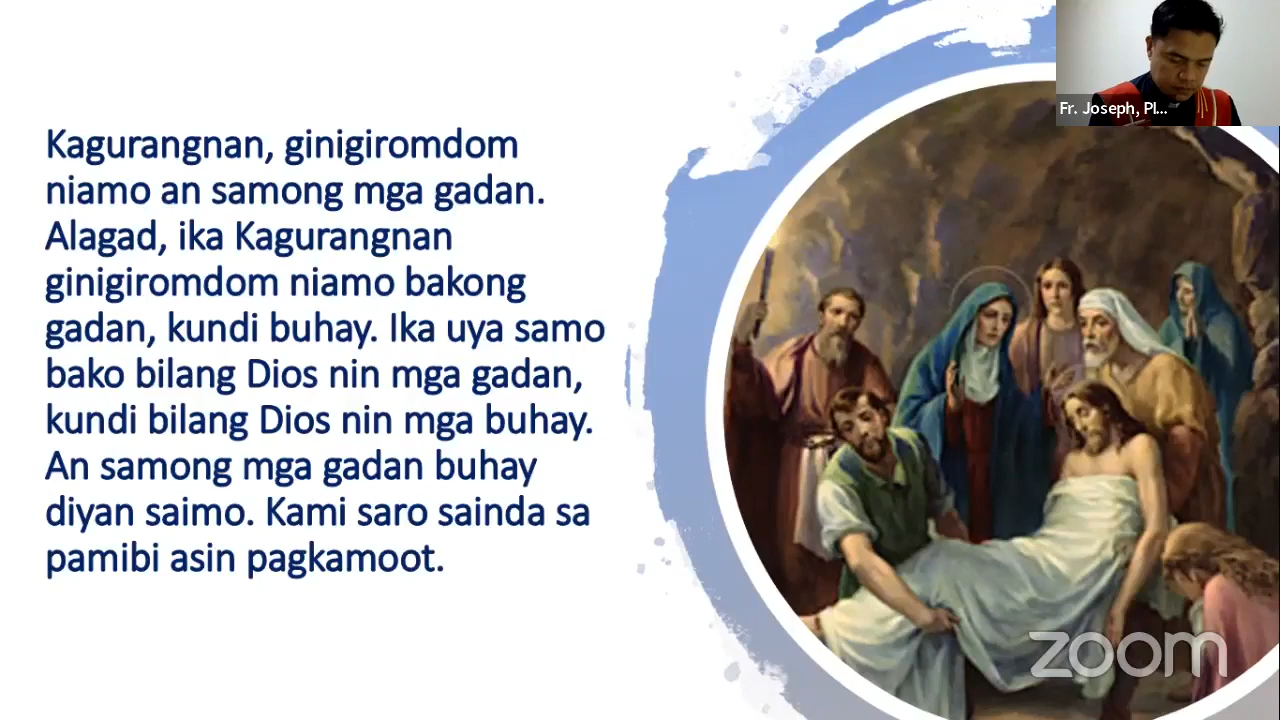 Kagurangnan, ginigiromdom
niamo an samong mga gadan.
Alagad, ika Kagurangnan
ginigiromdom niamo bakong
gadan, kundi buhay. Ika uya samo
bako bilang Dios nin mga gadan,
kundi bilang Dios nin mga buhay.
An samong mga gadan buhay
diyan saimo. Kami saro sainda sa
pamibi asin pagkamoot.
Fr. Joseph, Pl...
zoom